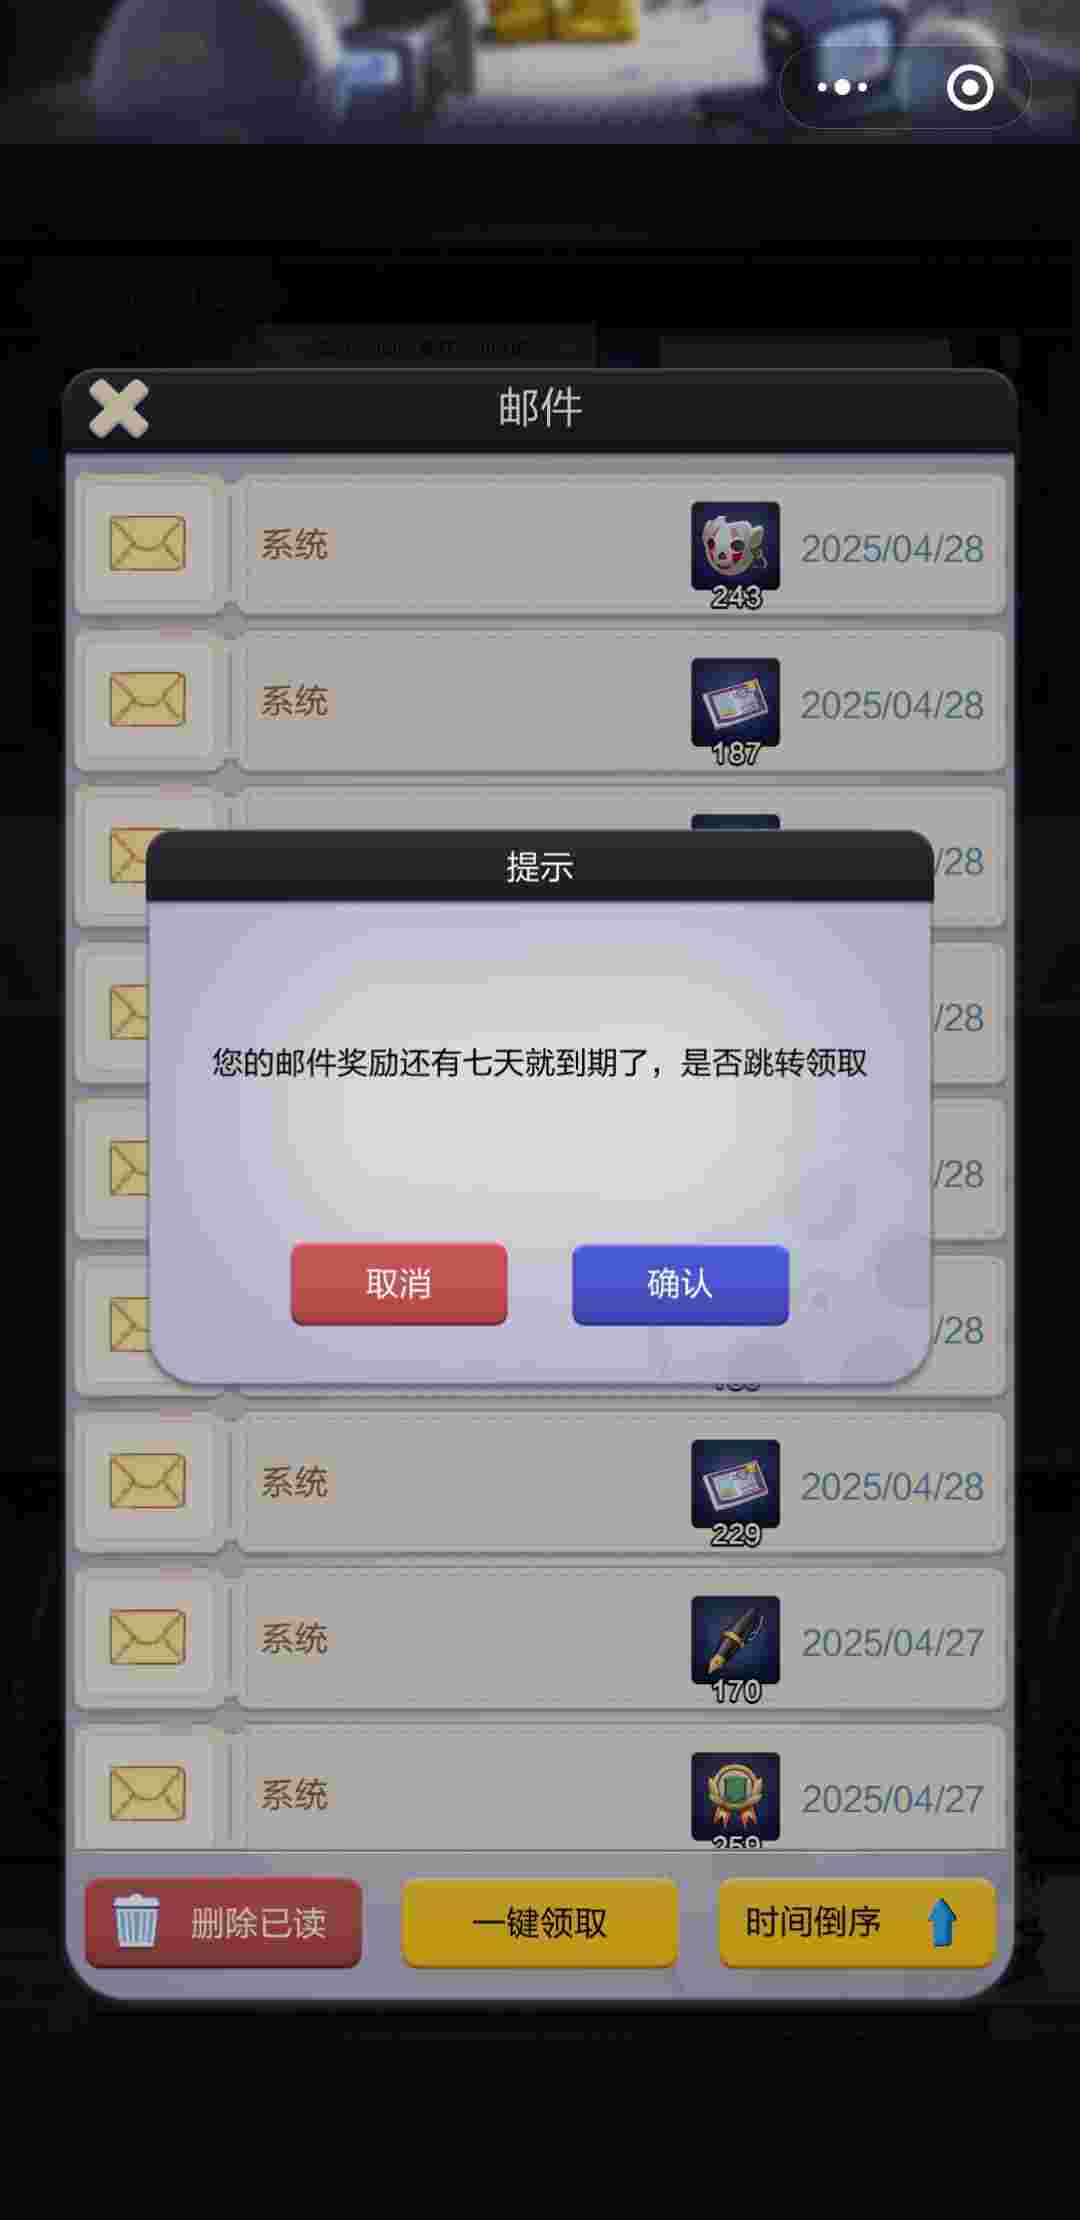 邮件
系统
243
2025/04/28
系统
187
2025/04/28
/28
提示
/28
您的邮件奖励还有七天就到期了，是否跳转领取
/28
取消
确认
/28
系统
229
2025/04/28
系统
170
2025/04/27
系统
259
2025/04/27
删除已读
一键领取
时间倒序